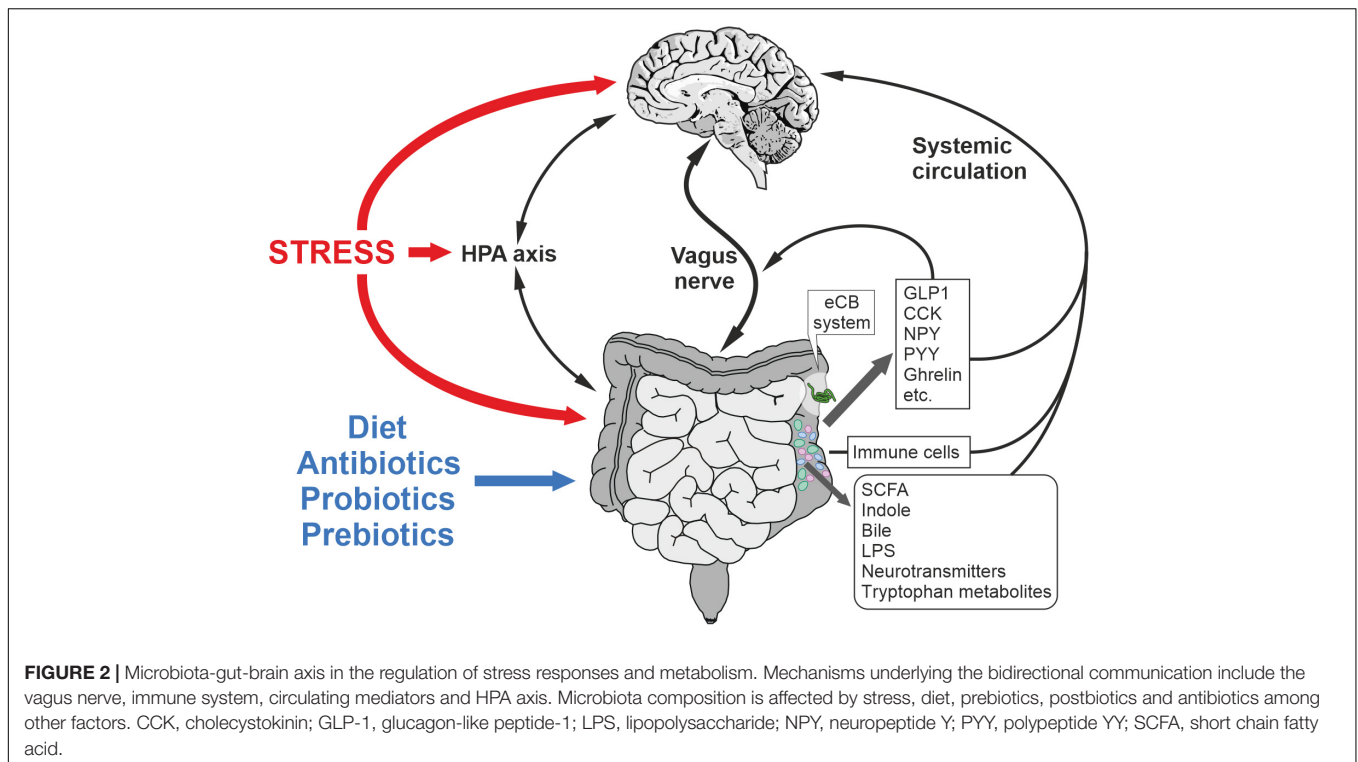 Systemic
circulation
STRESS
HPA axis
Vagus
nerve
eCB
system
GLP1
CCK
NPY
PYY
Ghrelin
etc.
Diet
Antibiotics
Probiotics
Prebiotics
Immune cells
SCFA
Indole
Bile
LPS
Neurotransmitters
Tryptophan metabolites
FIGURE 2 | Microbiota-gut-brain axis in the regulation of stress responses and metabolism. Mechanisms underlying the bidirectional communication include the
vagus nerve, immune system, circulating mediators and HPA axis. Microbiota composition is affected by stress, diet, prebiotics, postbiotics and antibiotics among
other factors. CCK, cholecystokinin; GLP-1, glucagon-like peptide-1; LPS, lipopolysaccharide; NPY, neuropeptide Y; PYY, polypeptide YY; SCFA, short chain fatty
acid.